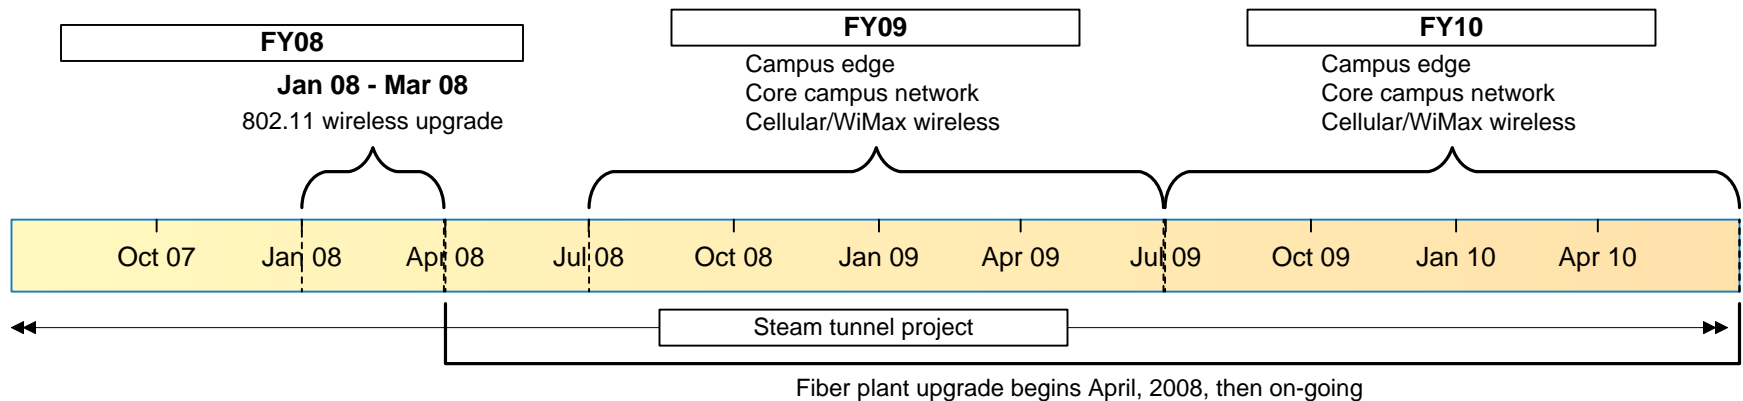 FY08
FY09
FY10
Jan 08 - Mar 08
802.11 wireless upgrade
Campus edge
Core campus network
Cellular/WiMax wireless
Campus edge
Core campus network
Cellular/WiMax wireless
Oct 07 Jan 08 Apr 08 Jul 08 Oct 08 Jan 09 Apr 09 Jul 09 Oct 09 Jan 10 Apr 10
Steam tunnel project
Fiber plant upgrade begins April, 2008, then on-going